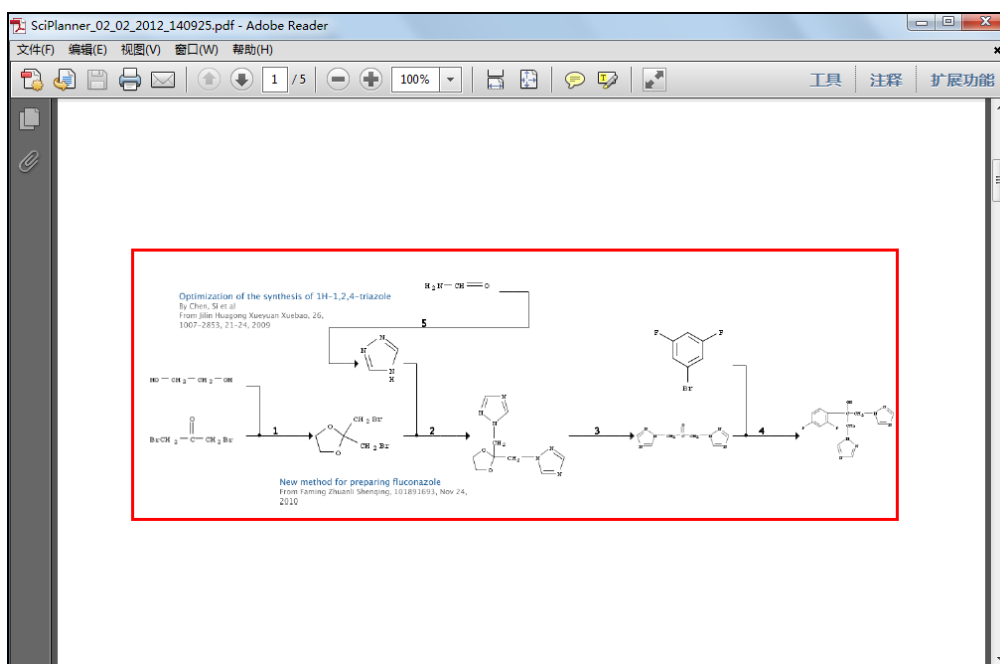 SciPlanner_02_02_2012_140925.pdf - Adobe Reader
文件(F) 编辑(E) 视图(V) 窗口(W) 帮助(H)
1 / 5 100% 工具 注释 扩展功能
H2N—CH═O
Optimization of the synthesis of 1H-1,2,4-triazole
By Chen, Si et al
From Jilin Huagong Xueyuan Xuebao, 26,
1007-2853, 21-24, 2009
5
N
N
N
H
F F
Br
HO—CH2—CH2—OH
O
BrCH2—C—CH2Br
1
O
O
CH2Br
CH2Br
2
N
N
N
CH2
O
O
CH2
N
N
N
3
4
New method for preparing fluconazole
From Faming Zhuanli Shenqing, 101891693, Nov 24,
2010